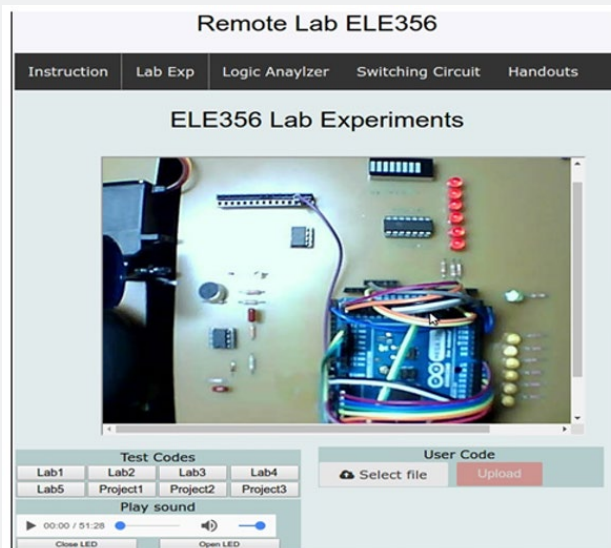 Remote Lab ELE356
Instruction Lab Exp Logic Anaylzer Switching Circuit Handouts
ELE356 Lab Experiments
Test Codes
Lab1 Lab2 Lab3 Lab4
Lab5 Project1 Project2 Project3
Play sound
00:00 / 51:28
Close LED Open LED
User Code
Select file Upload